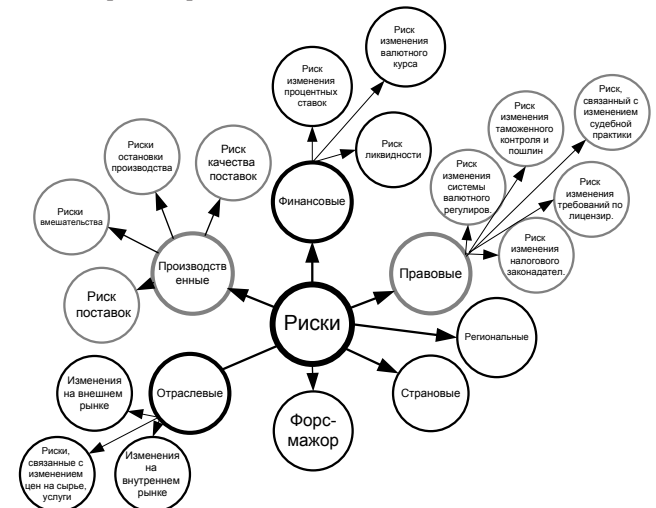 Риск
изменения
валютного
курса
Риск
изменения
процентных
ставок
Риск
ликвидности
Финансовые
Риск,
связанный с
изменением
судебной
практики
Риск
изменения
таможенного
контроля и
пошлин
Риск
изменения
системы
валютного
регулиров.
Риск
изменения
требований по
лицензир.
Риск
изменения
налогового
законадател.
Правовые
Риски
остановки
производства
Риск
качества
поставок
Риски
вмешательства
Производств
енные
Риск
поставок
Риски
Региональные
Страновые
Форс-
мажор
Отраслевые
Изменения
на внешнем
рынке
Риски,
связанные с
изменением
цен на сырье,
услуги
Изменения
на
внутреннем
рынке